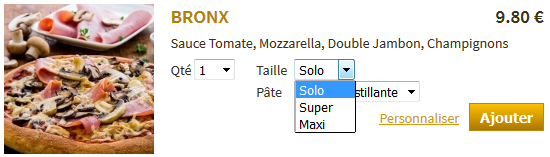 BRONX 9.80 €
Sauce Tomate, Mozzarella, Double Jambon, Champignons
Qté 1 Taille Solo
Solo
Pâte
Super
Maxi
Personnaliser Ajouter